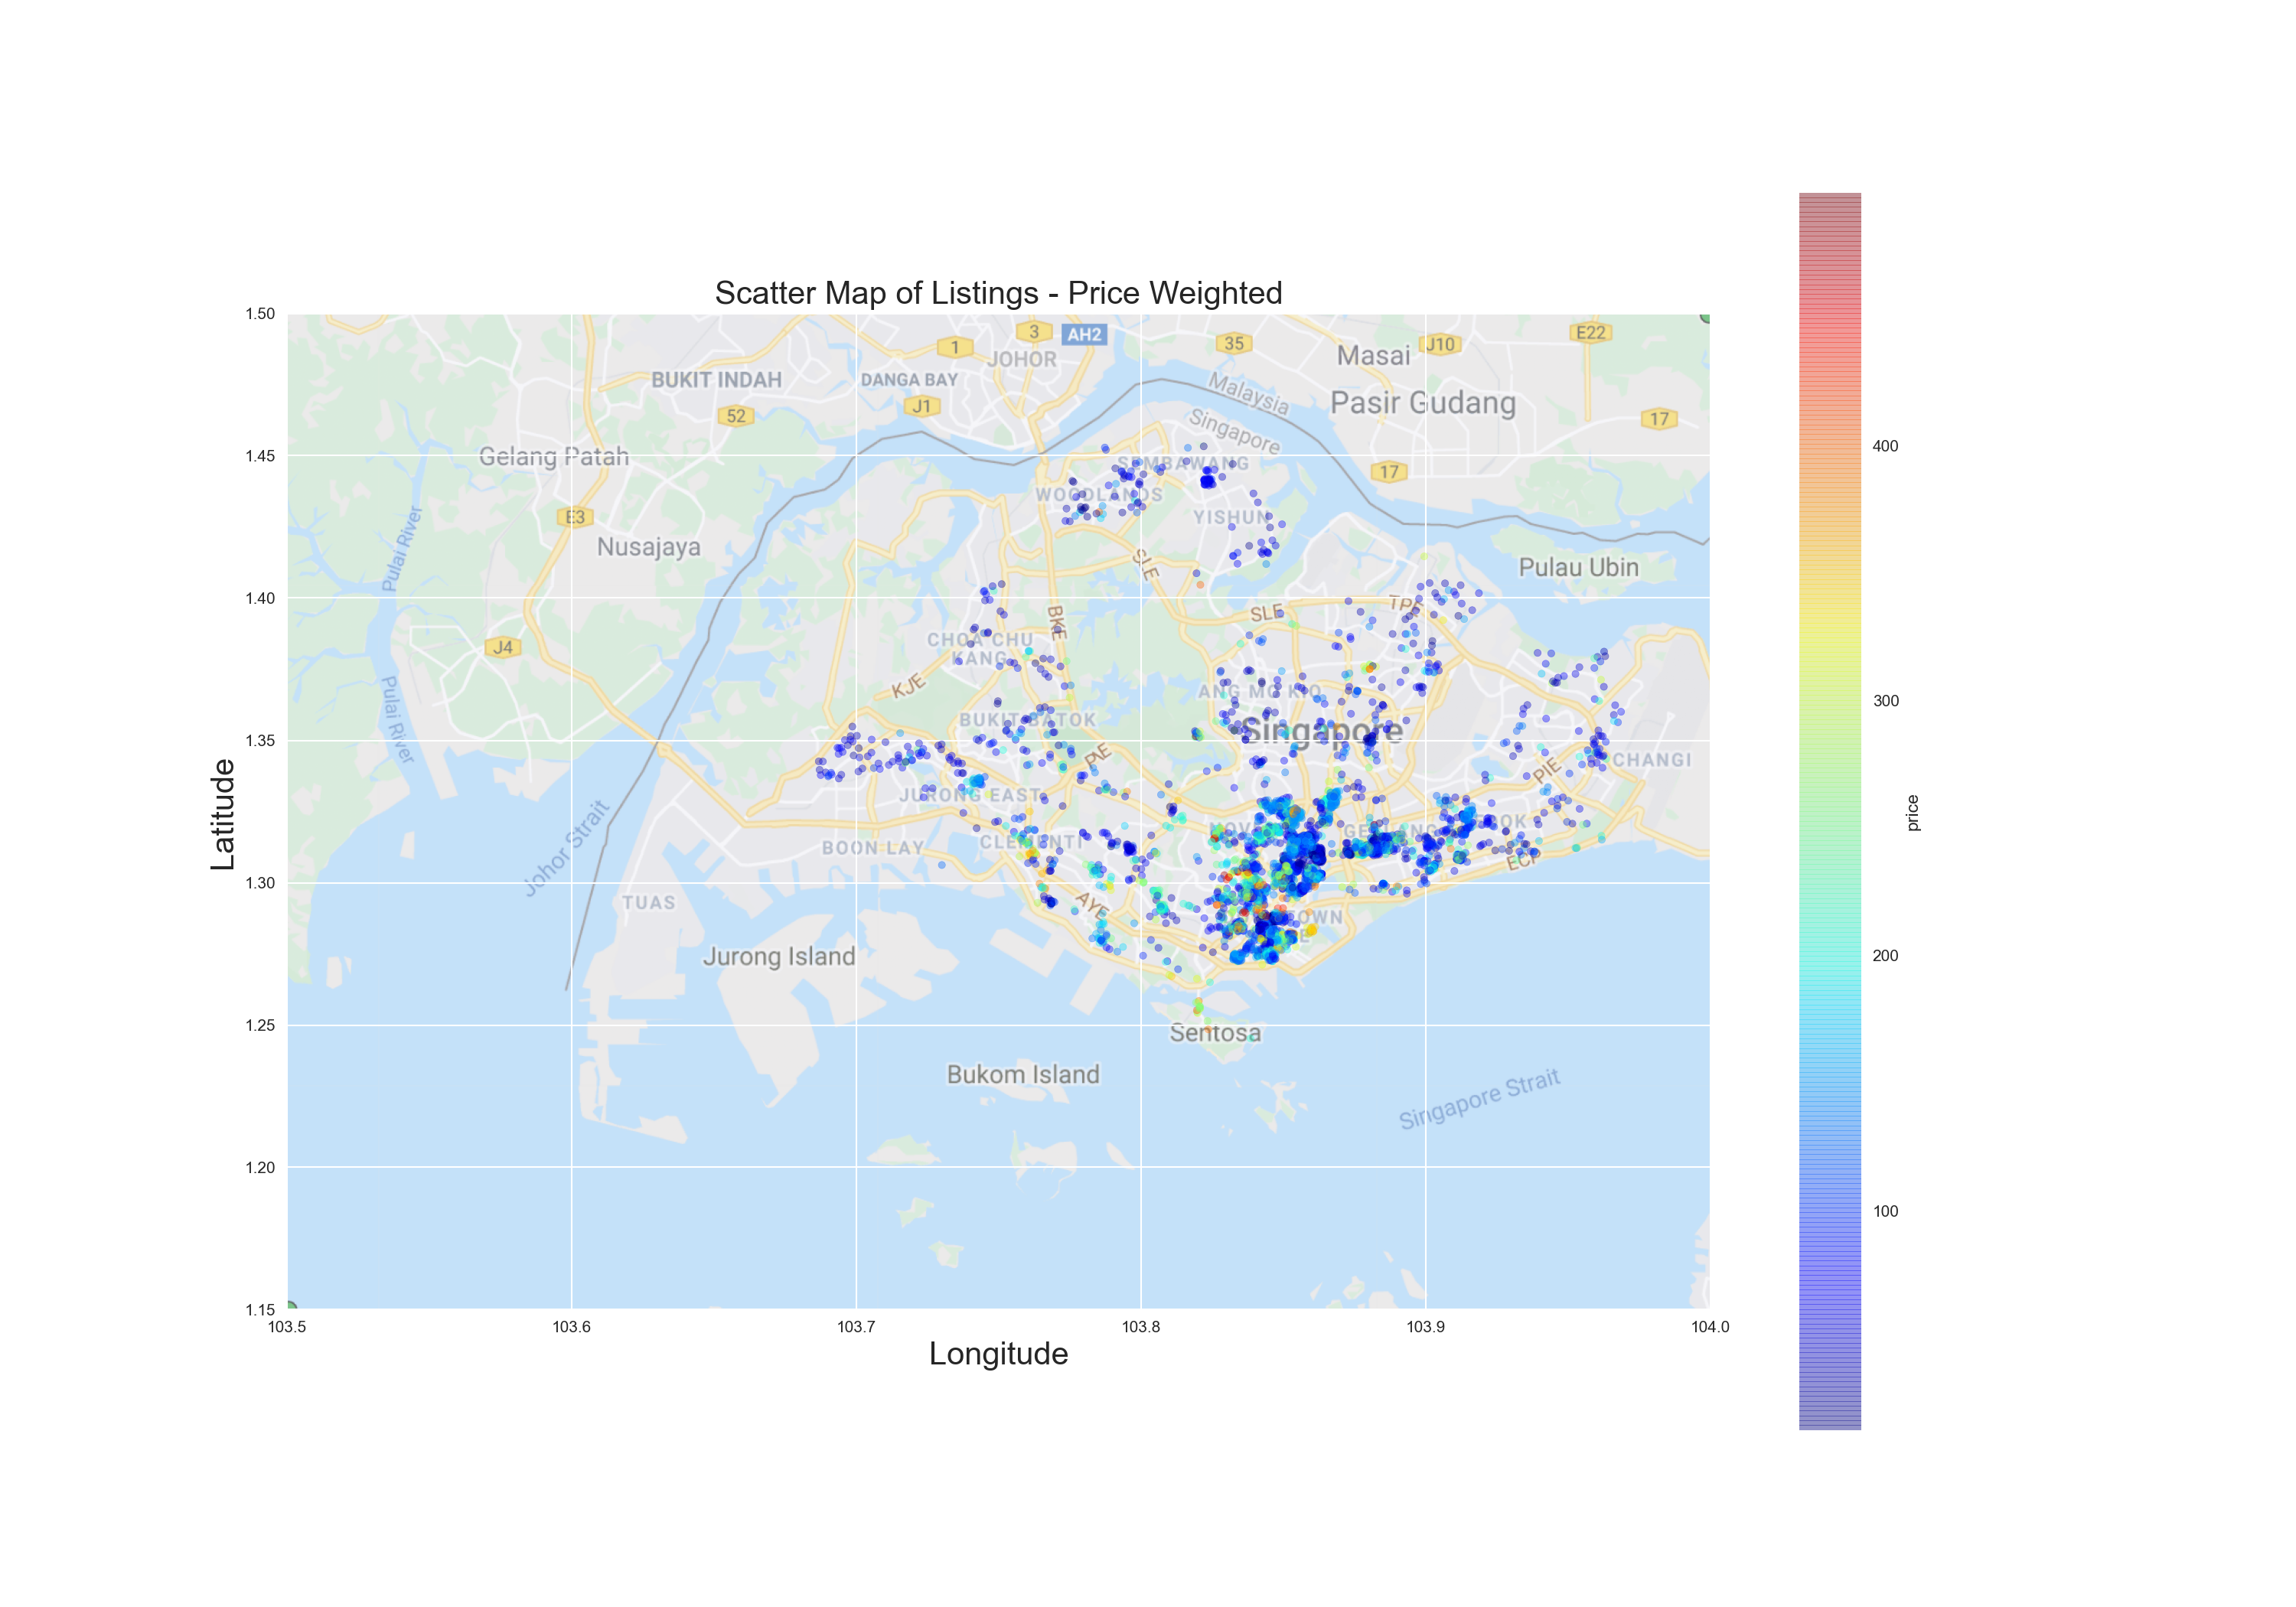 Scatter Map of Listings - Price Weighted
1.50
3
AH2
1
35
E22
JOHOR
Masai
J10
BUKIT INDAH
DANGA BAY
Malaysia
52
J1
Pasir Gudang
17
Singapore
1.45
Gelang Patah
SEMBAWANG
17
400
WOODLANDS
E3
YISHUN
Pulai River
Nusajaya
SLE
Pulau Ubin
1.40
BKE
SLE
TPE
J4
CHOA CHU
KANG
KJE
ANG MO KIO
300
Pulai River
BUKIT BATOK
Singapore
1.35
PIE
PIE
CHANGI
JURONG EAST
price
Latitude
Johor Strait
BOON LAY
CLEMENTI
ECP
1.30
TUAS
AYE
TOWN
Jurong Island
200
1.25
Sentosa
Bukom Island
Singapore Strait
1.20
100
1.15
103.5
103.6
103.7
103.8
103.9
104.0
Longitude